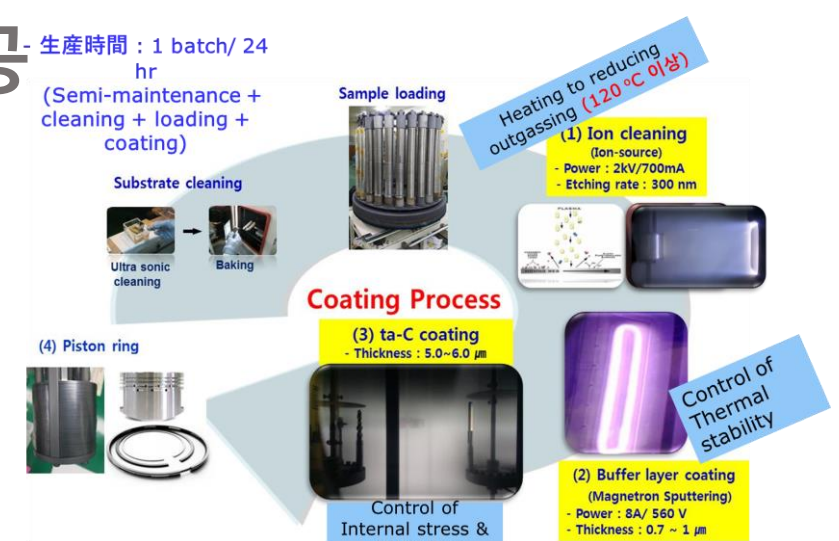 공
- 生産時間 : 1 batch/ 24
hr
(Semi-maintenance +
cleaning + loading +
coating)
Substrate cleaning
Ultra sonic
cleaning
Baking
Sample loading
Heating to reducing
outgassing (120 ℃ 이상)
(1) Ion cleaning
(Ion-source)
- Power : 2kV/700mA
- Etching rate : 300 nm
PLASMA
Coating Process
(3) ta-C coating
- Thickness : 5.0~6.0 ㎛
Control of
Internal stress &
Control of
Thermal
stability
(2) Buffer layer coating
(Magnetron Sputtering)
- Power : 8A/ 560 V
- Thickness : 0.7 ~ 1 ㎛
(4) Piston ring